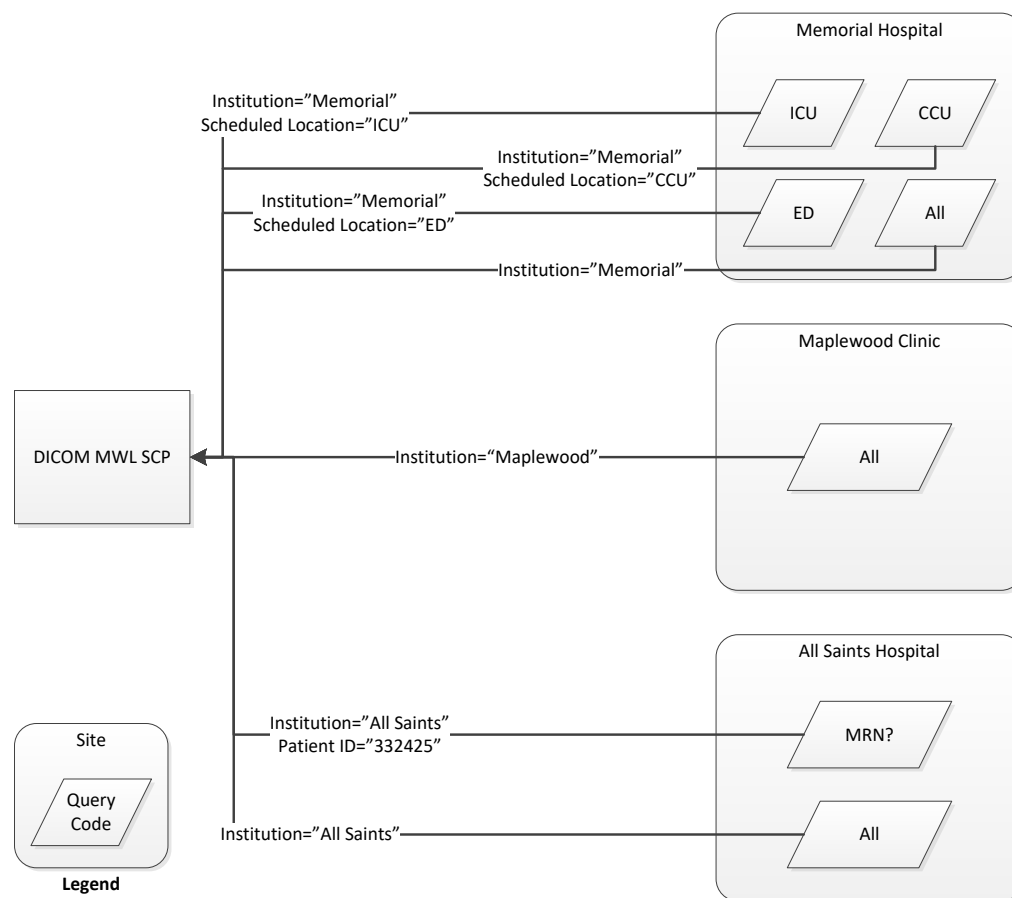 Memorial Hospital
Institution=”Memorial”
Scheduled Location=”ICU”
ICU
CCU
Institution=”Memorial”
Scheduled Location=”CCU”
Institution=”Memorial”
Scheduled Location=”ED”
ED
All
Institution=”Memorial”
Maplewood Clinic
DICOM MWL SCP
Institution=“Maplewood”
All
All Saints Hospital
Institution=”All Saints”
Patient ID=”332425”
MRN?
Site
Query
Code
Institution=”All Saints”
All
Legend